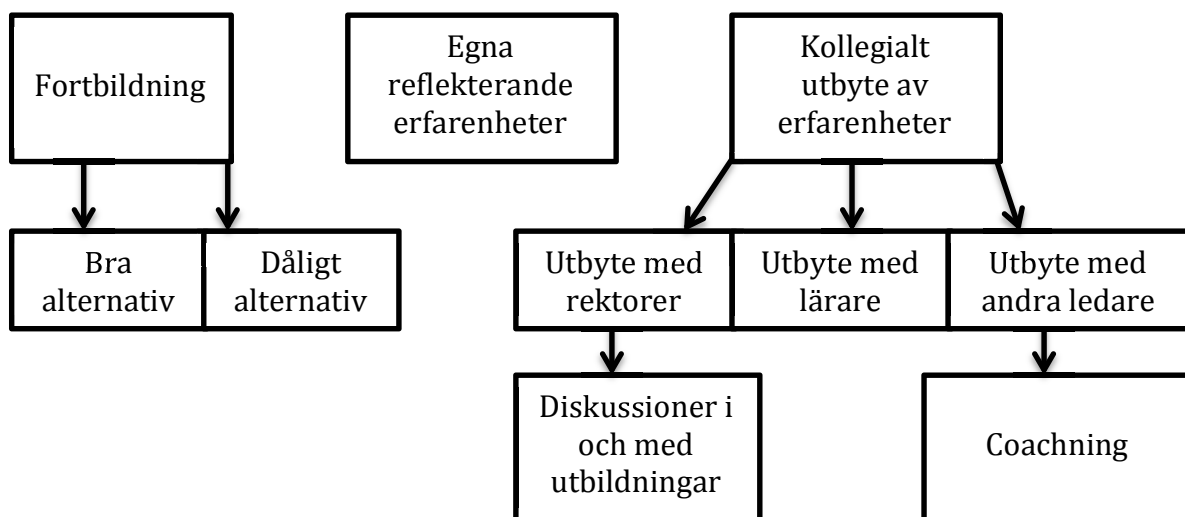 Fortbildning
Egna
reflekterande
erfarenheter
Kollegialt
utbyte av
erfarenheter
Bra
alternativ
Dåligt
alternativ
Utbyte med
rektorer
Utbyte med
lärare
Utbyte med
andra ledare
Diskussioner i
och med
utbildningar
Coachning